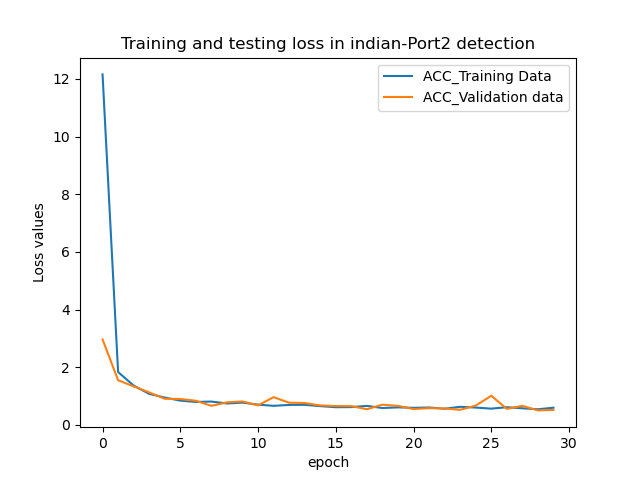 Training and testing loss in indian-Port2 detection
ACC_Training Data
ACC_Validation data
Loss values
12
10
8
6
4
2
0
0 5 10 15 20 25 30
epoch